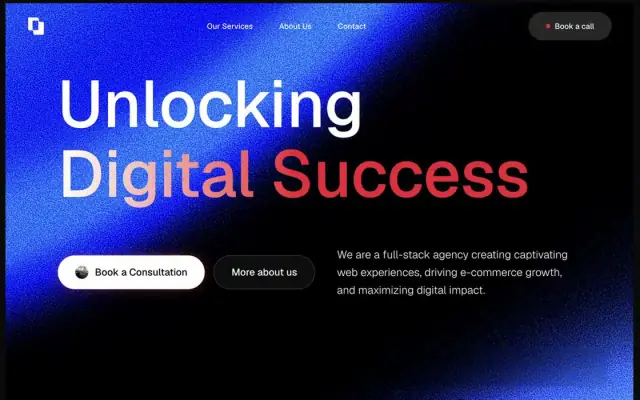 Our Services
About Us
Contact
Book a call
Unlocking
Digital Success
Book a Consultation
More about us
We are a full-stack agency creating captivating
web experiences, driving e-commerce growth,
and maximizing digital impact.